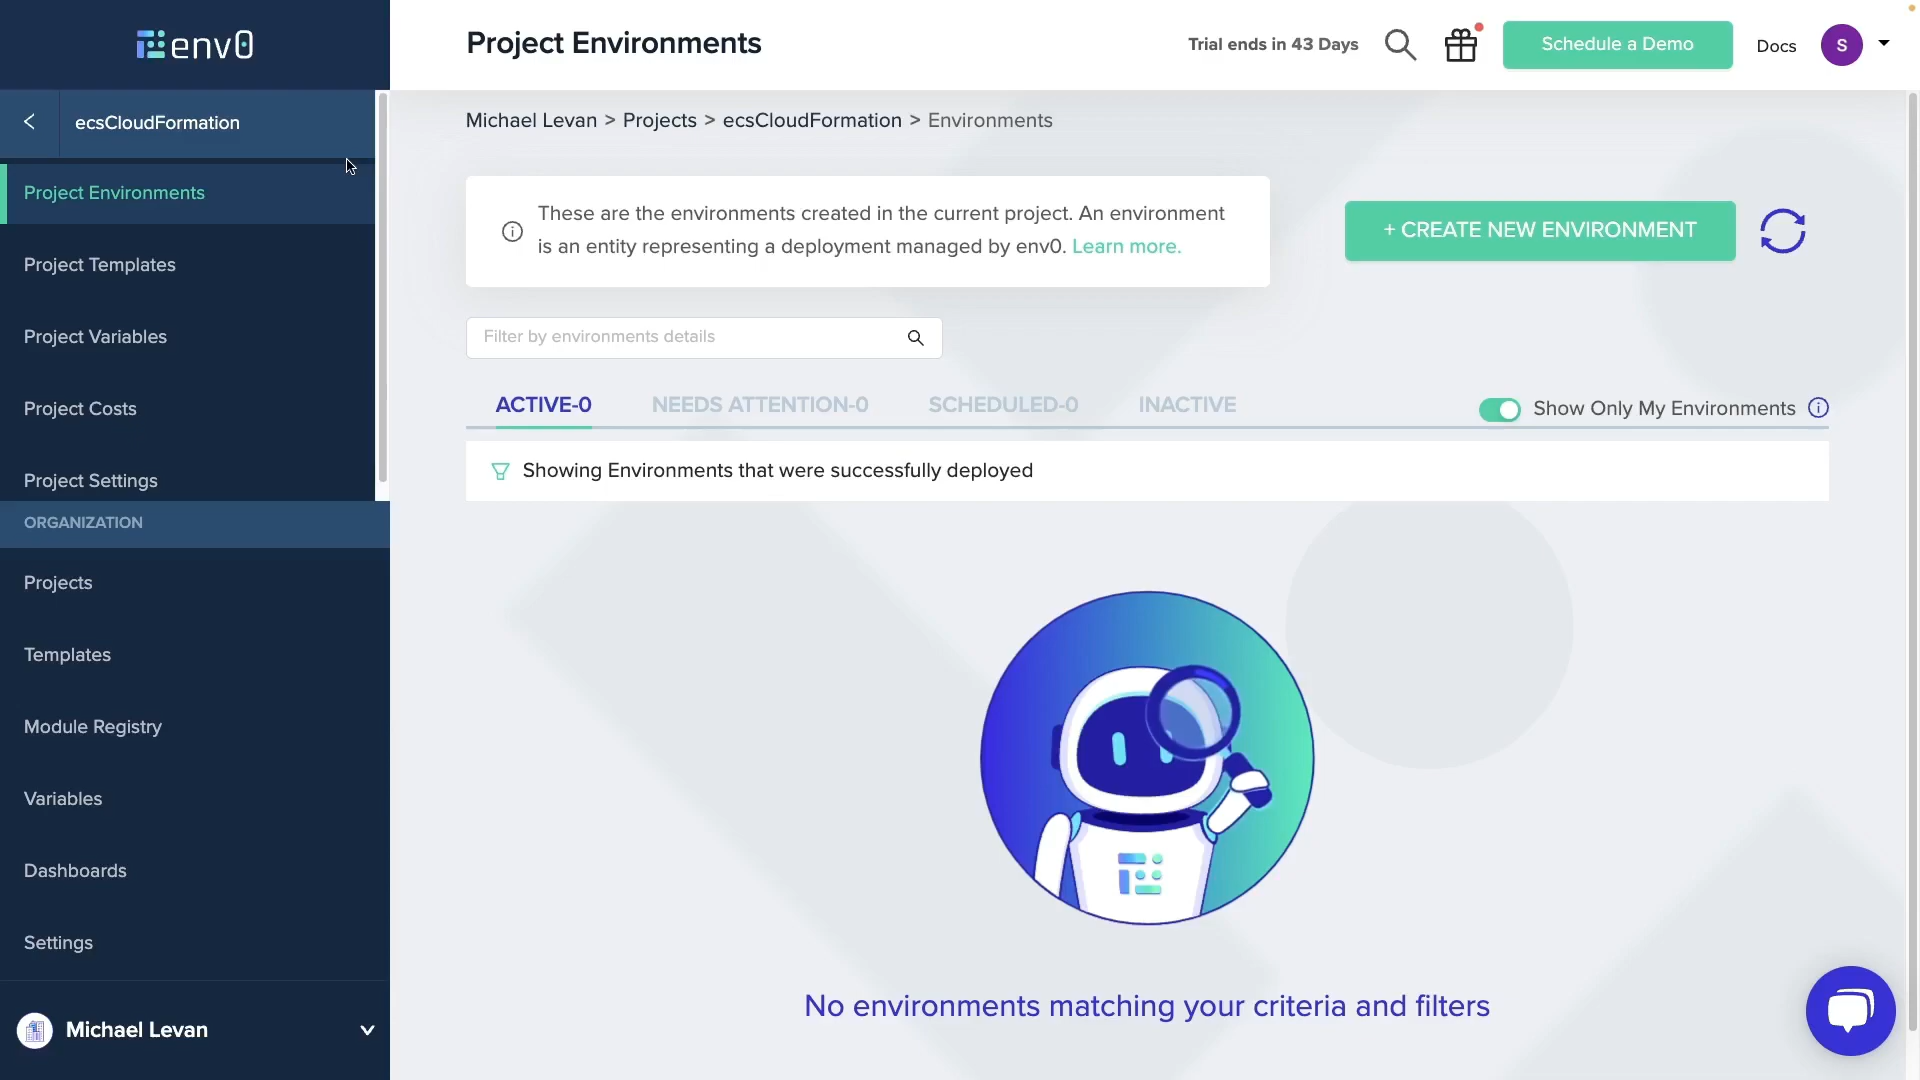 env0
Project Environments
Trial ends in 43 Days
Schedule a Demo
Docs
S
ecsCloudFormation
Michael Levan > Projects > ecsCloudFormation > Environments
Project Environments
Project Templates
Project Variables
Project Costs
Project Settings
ORGANIZATION
Projects
Templates
Module Registry
Variables
Dashboards
Settings
Michael Levan
These are the environments created in the current project. An environment
is an entity representing a deployment managed by env0. Learn more.
+ CREATE NEW ENVIRONMENT
Filter by environments details
ACTIVE-0
NEEDS ATTENTION-0
SCHEDULED-0
INACTIVE
Show Only My Environments
Showing Environments that were successfully deployed
No environments matching your criteria and filters